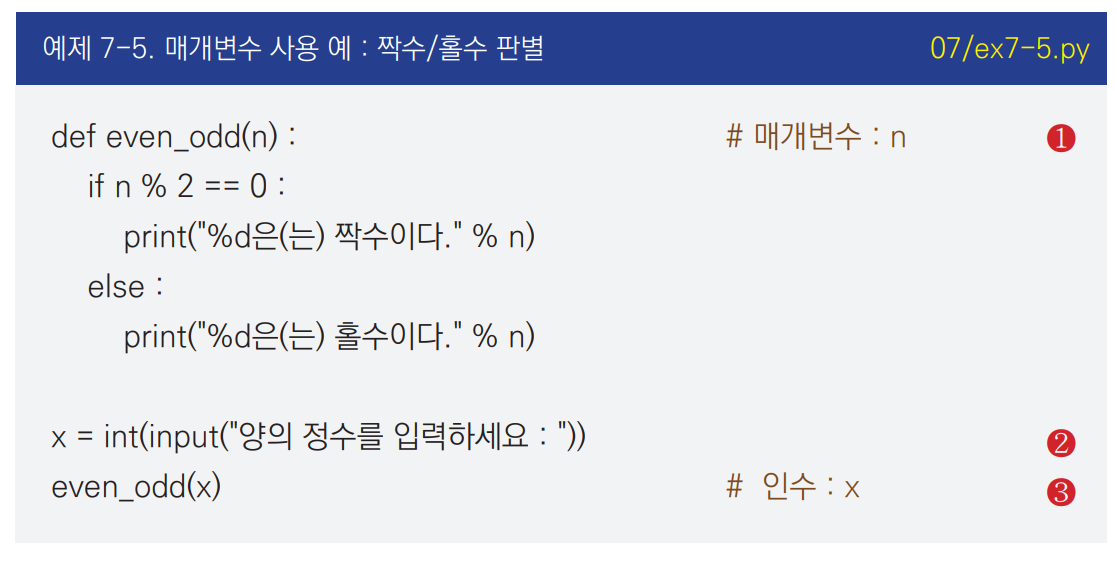 예제 7-5. 매개변수 사용 예 : 짝수/홀수 판별 07/ex7-5.py
def even_odd(n) : # 매개변수 : n ❶
if n % 2 == 0 :
print("%d은(는) 짝수이다." % n)
else :
print("%d은(는) 홀수이다." % n)
x = int(input("양의 정수를 입력하세요 : ")) ❷
even_odd(x) # 인수 : x ❸